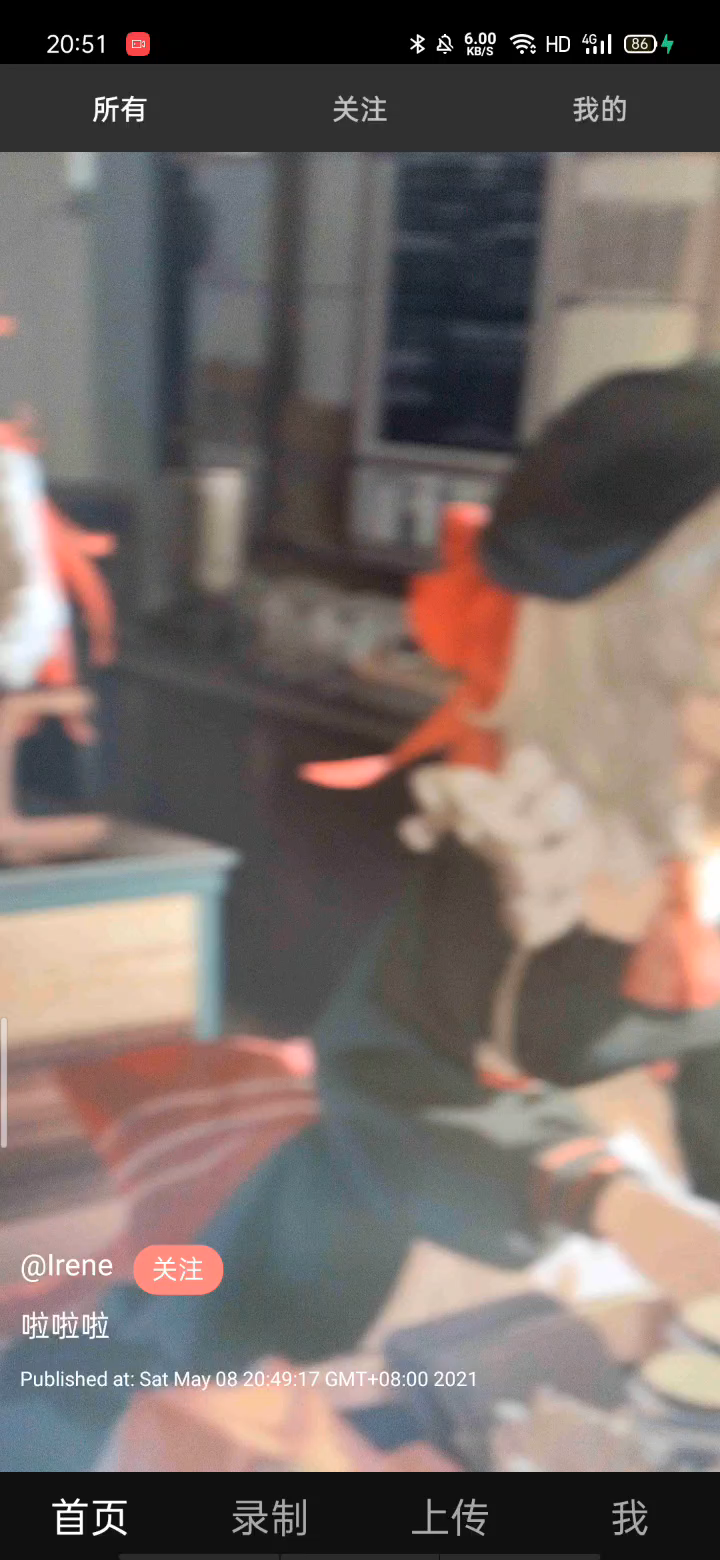 20:51 6.00 KB/S HD 4G 86
所有 关注 我的
@Irene 关注
啦啦啦
Published at: Sat May 08 20:49:17 GMT+08:00 2021
首页 录制 上传 我